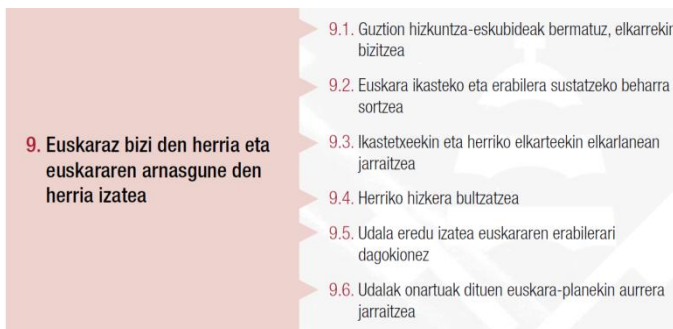 9. Euskaraz bizi den herria eta
euskararen arnasgune den
herria izatea
9.1. Guztion hizkuntza-eskubideak bermatuz, elkarrekin
bizitzea
9.2. Euskara ikasteko eta erabilera sustatzeko beharra
sortzea
9.3. Ikastetxeekin eta herriko elkarteekin elkarlanean
jarraitzea
9.4. Herriko hizkera bultzatzea
9.5. Udala eredu izatea euskararen erabilerari
dagokionez
9.6. Udalak onartuak dituen euskara-planekin aurrera
jarraitzea